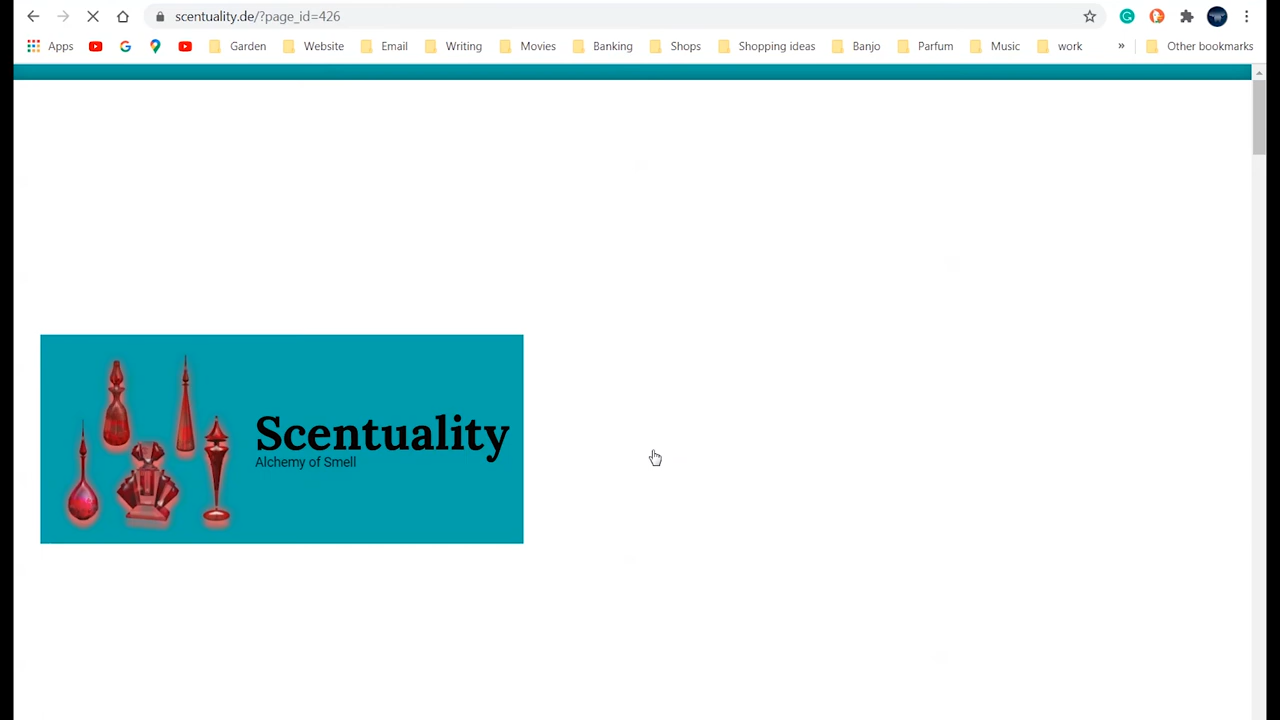 scentuality.de/?page_id=426
Apps Garden Website Email Writing Movies Banking Shops Shopping ideas Banjo Parfum Music work » Other bookmarks
Scentuality
Alchemy of Smell